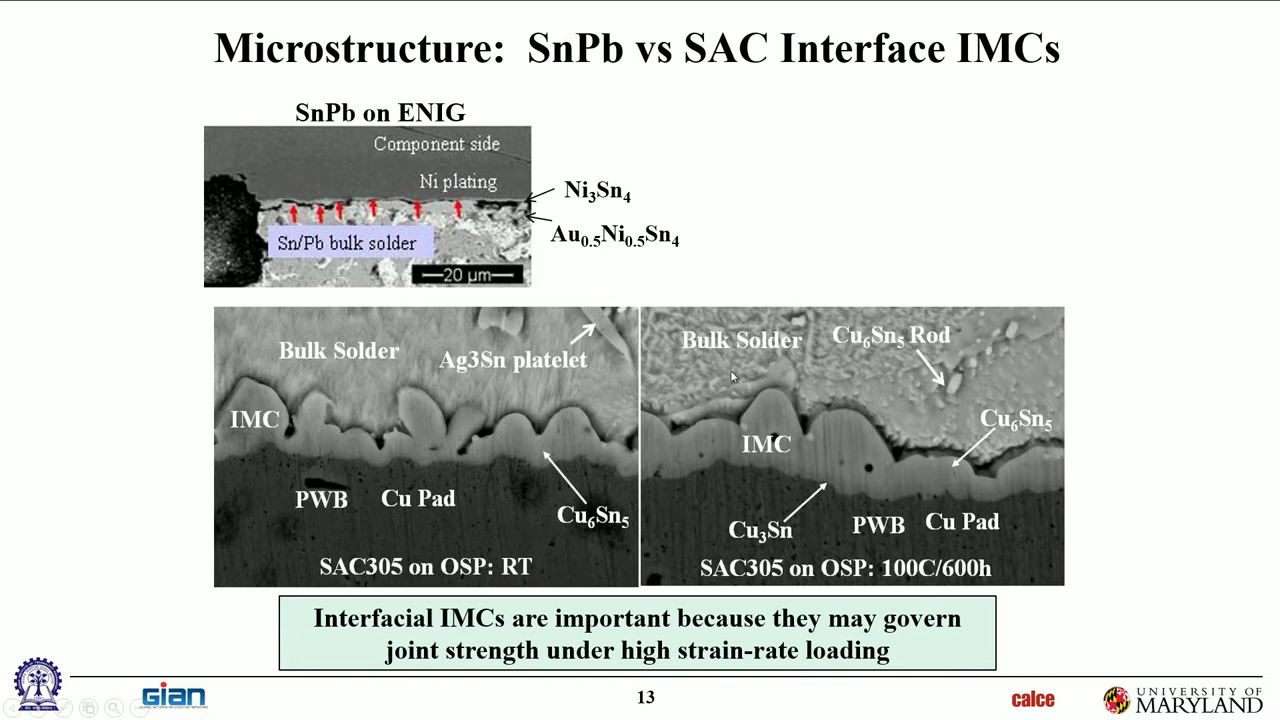 Microstructure: SnPb vs SAC Interface IMCs
SnPb on ENIG
Component side
Ni plating
Ni3Sn4
Au0.5Ni0.5Sn4
Sn/Pb bulk solder
20 µm
Bulk Solder
Ag3Sn platelet
IMC
PWB Cu Pad
Cu6Sn5
SAC305 on OSP: RT
Bulk Solder
Cu6Sn5 Rod
Cu6Sn5
IMC
Cu3Sn
PWB Cu Pad
SAC305 on OSP: 100C/600h
Interfacial IMCs are important because they may govern
joint strength under high strain-rate loading
GIAN
13
calce
UNIVERSITY OF
MARYLAND